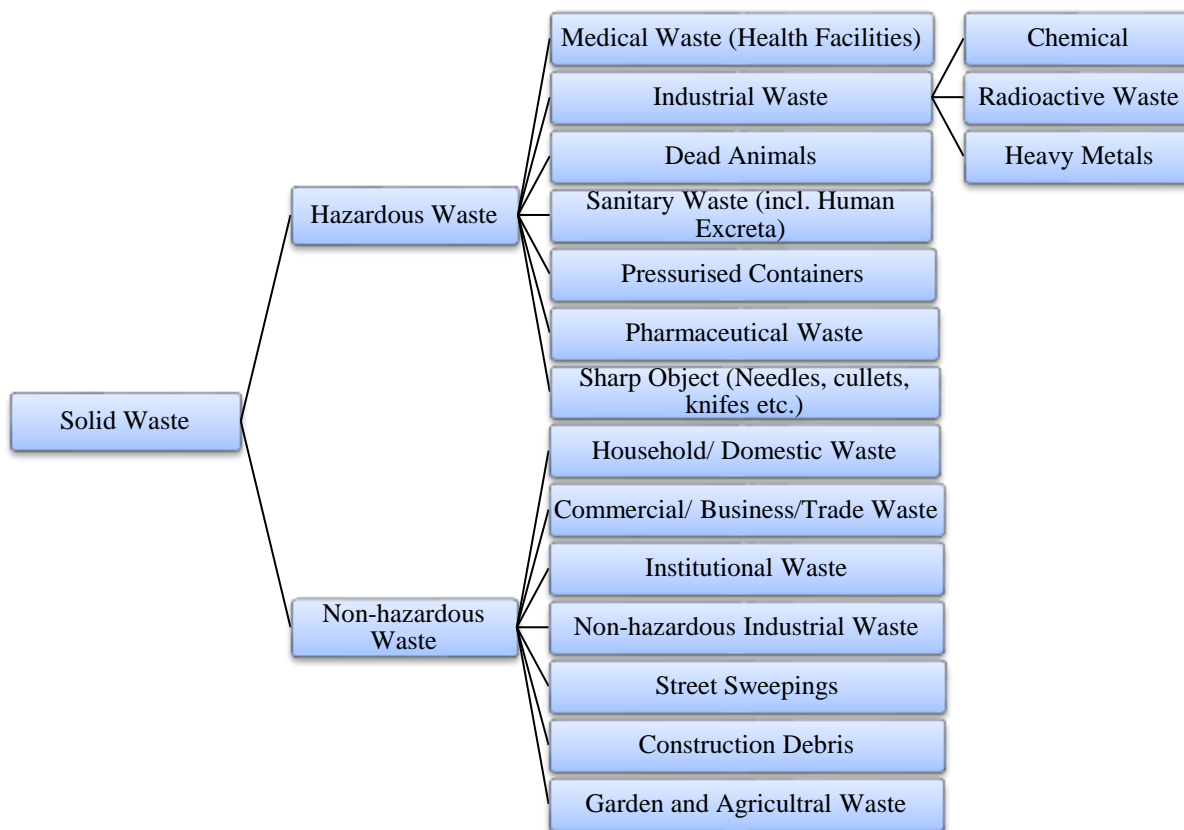 Medical Waste (Health Facilities)
Chemical
Industrial Waste
Radioactive Waste
Dead Animals
Heavy Metals
Hazardous Waste
Sanitary Waste (incl. Human
Excreta)
Pressurised Containers
Pharmaceutical Waste
Sharp Object (Needles, cullets,
knifes etc.)
Solid Waste
Household/ Domestic Waste
Commercial/ Business/Trade Waste
Institutional Waste
Non-hazardous
Waste
Non-hazardous Industrial Waste
Street Sweepings
Construction Debris
Garden and Agricultral Waste